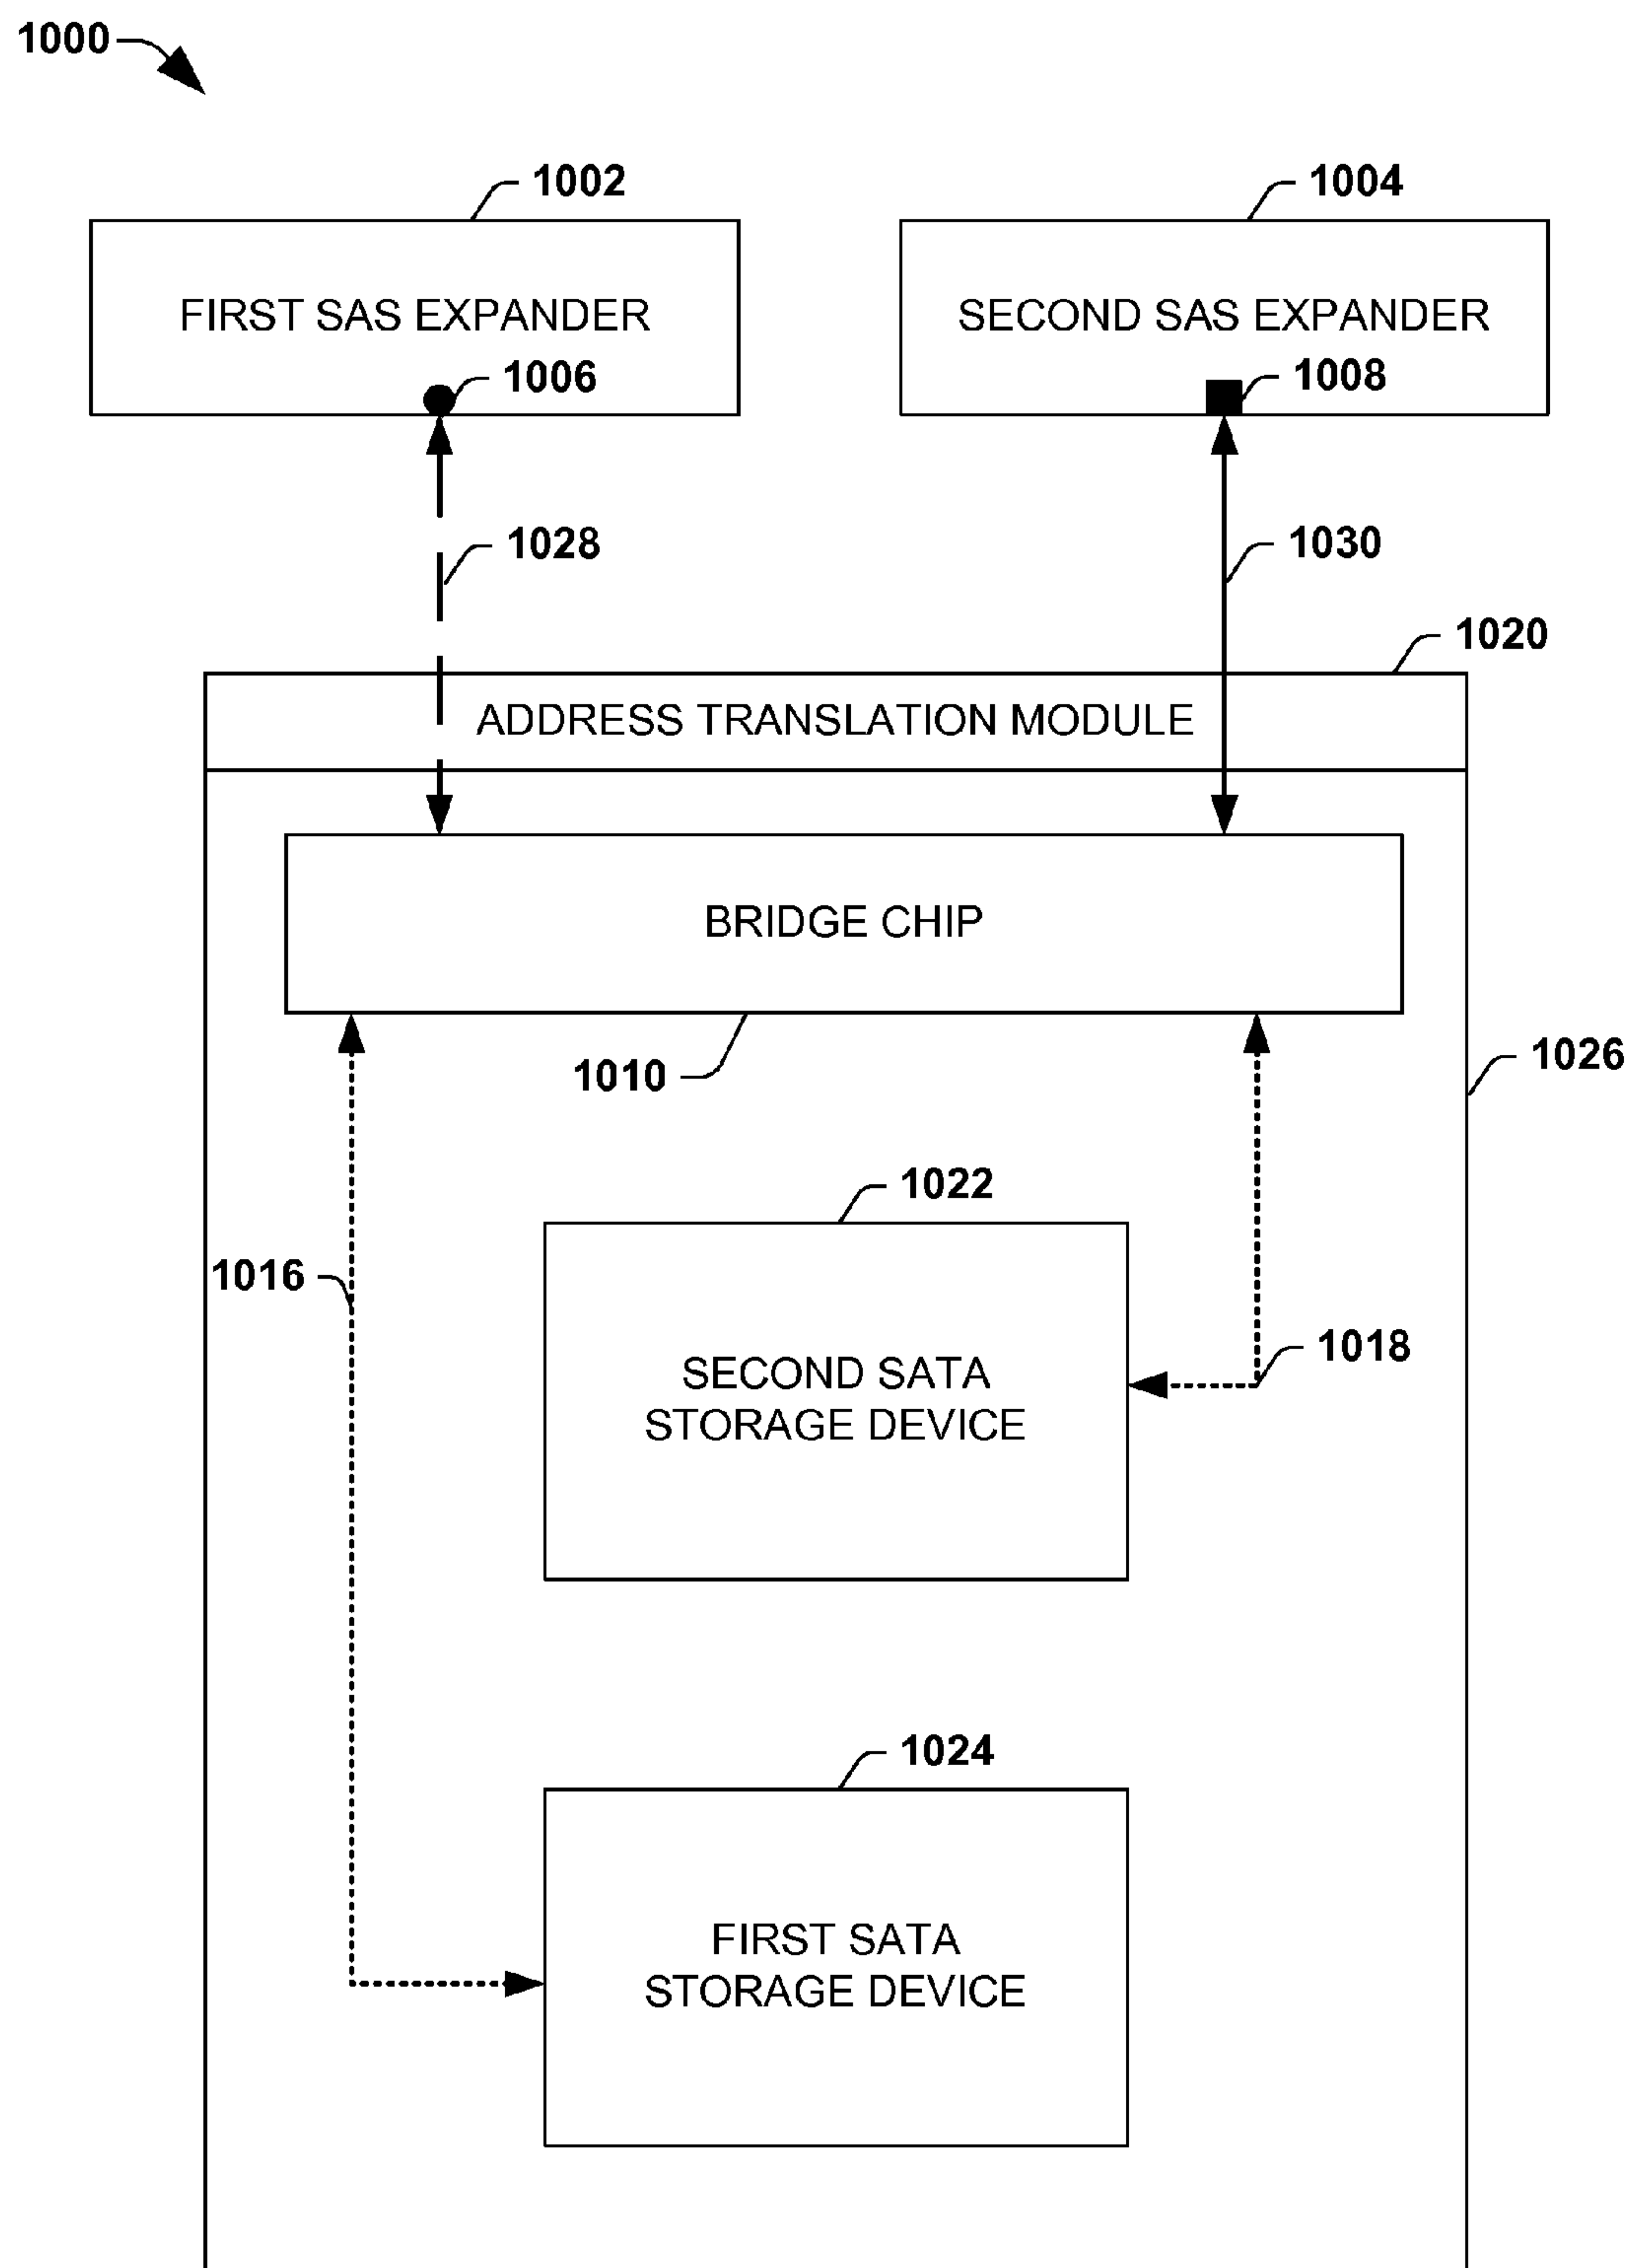 1000
1002
1004
FIRST SAS EXPANDER
SECOND SAS EXPANDER
1006
1008
1028
1030
1020
ADDRESS TRANSLATION MODULE
BRIDGE CHIP
1010
1026
1022
1016
SECOND SATA
STORAGE DEVICE
1018
1024
FIRST SATA
STORAGE DEVICE